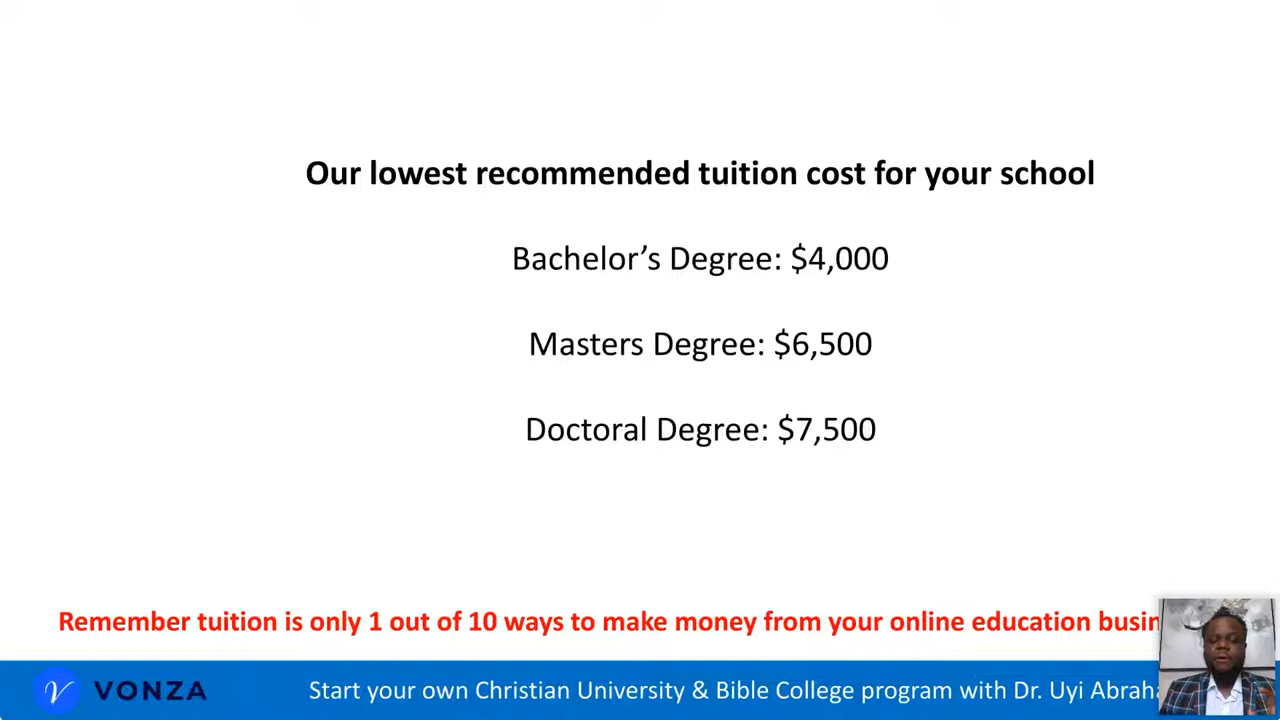 Our lowest recommended tuition cost for your school
Bachelor’s Degree: $4,000
Masters Degree: $6,500
Doctoral Degree: $7,500
Remember tuition is only 1 out of 10 ways to make money from your online education
VONZA
Start your own Christian University & Bible College program with Dr. Uyi